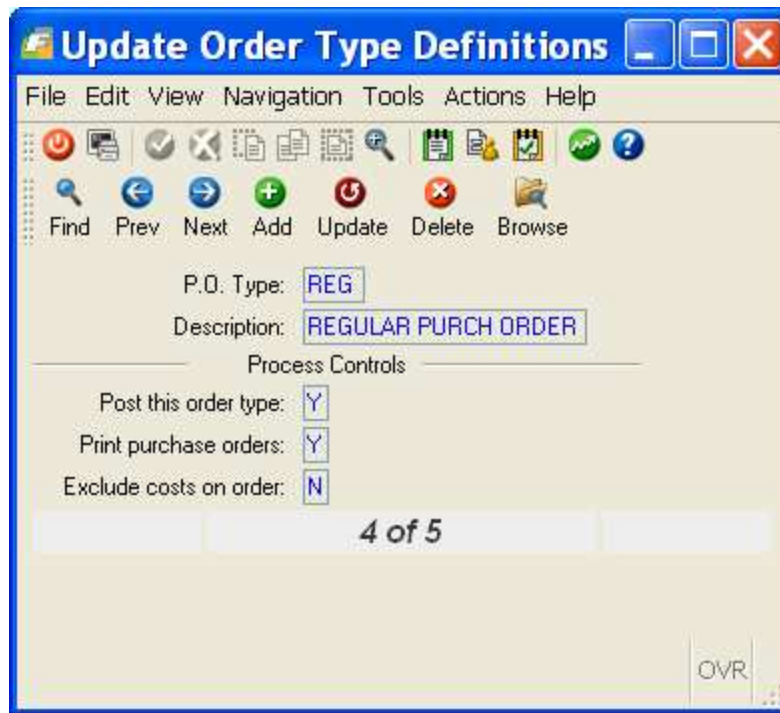 Update Order Type Definitions
File Edit View Navigation Tools Actions Help
Find Prev Next Add Update Delete Browse
P.O. Type: REG
Description: REGULAR PURCH ORDER
Process Controls
Post this order type: Y
Print purchase orders: Y
Exclude costs on order: N
4 of 5
OVR